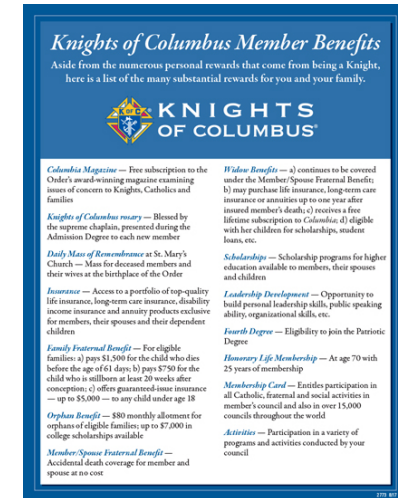 Knights of Columbus Member Benefits
Aside from the numerous personal rewards that come from being a Knight,
here is a list of the many substantial rewards for you and your family.
K of C
KNIGHTS
OF COLUMBUS®
Columbia Magazine — Free subscription to the
Order's award-winning magazine examining
issues of concern to Knights, Catholics and
families
Knights of Columbus rosary — Blessed by
the supreme chaplain, presented during the
Admission Degree to each new member
Daily Mass of Remembrance at St. Mary's
Church — Mass for deceased members and
their wives at the birthplace of the Order
Insurance — Access to a portfolio of top-quality
life insurance, long-term care insurance, disability
income insurance and annuity products exclusive
for members, their spouses and their dependent
children
Family Fraternal Benefit — For eligible
families: a) pays $1,500 for the child who dies
before the age of 61 days; b) pays $750 for the
child who is stillborn at least 20 weeks after
conception; c) offers guaranteed-issue insurance
— up to $5,000 — to any child under age 18
Orphan Benefit — $80 monthly allotment for
orphans of eligible families; up to $7,000 in
college scholarships available
Member/Spouse Fraternal Benefit —
Accidental death coverage for member and
spouse at no cost
Widow Benefits — a) continues to be covered
under the Member/Spouse Fraternal Benefit;
b) may purchase life insurance, long-term care
insurance or annuities up to one year after
insured member's death; c) receives a free
lifetime subscription to Columbia; d) eligible
with her children for scholarships, student
loans, etc.
Scholarships — Scholarship programs for higher
education available to members, their spouses
and children
Leadership Development — Opportunity to
build personal leadership skills, public speaking
ability, organizational skills, etc.
Fourth Degree — Eligibility to join the Patriotic
Degree
Honorary Life Membership — At age 70 with
25 years of membership
Membership Card — Entitles participation in
all Catholic, fraternal and social activities in
member's council and also in over 15,000
councils throughout the world
Activities — Participation in a variety of
programs and activities conducted by your
council
2773 8/17